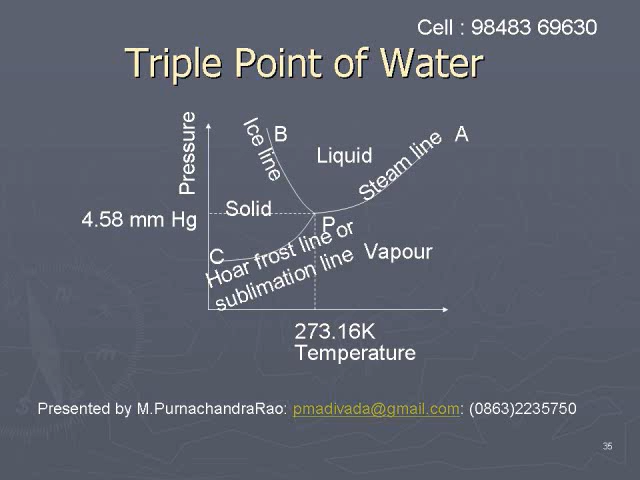 Cell : 98483 69630
Triple Point of Water
Pressure
Ice line
B
Liquid
Steam line
A
Solid
4.58 mm Hg
P
C
Hoar frost line or
sublimation line
Vapour
273.16K
Temperature
Presented by M.PurnachandraRao: pmadivada@gmail.com: (0863)2235750
35